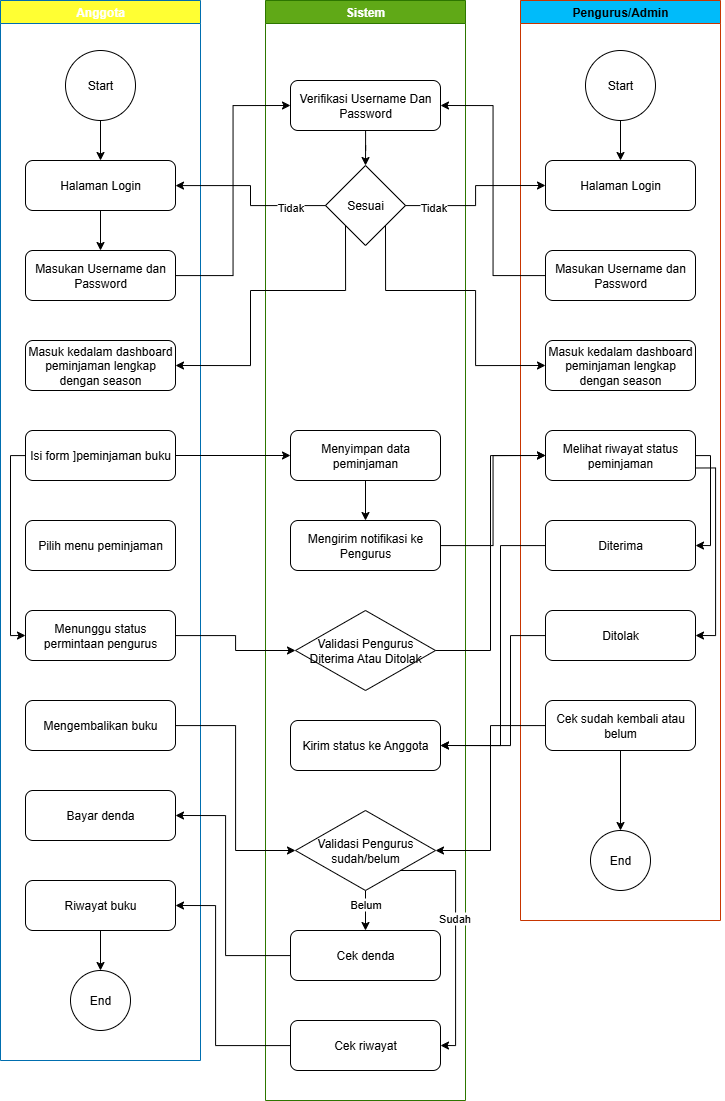 Anggota
Sistem
Pengurus/Admin
Start
Start
Verifikasi Username Dan
Password
Halaman Login
Sesuai
Halaman Login
Tidak
Tidak
Masukan Username dan
Password
Masukan Username dan
Password
Masuk kedalam dashboard
peminjaman lengkap
dengan season
Masuk kedalam dashboard
peminjaman lengkap
dengan season
Isi form ]peminjaman buku
Menyimpan data
peminjaman
Melihat riwayat status
peminjaman
Pilih menu peminjaman
Mengirim notifikasi ke
Pengurus
Diterima
Menunggu status
permintaan pengurus
Validasi Pengurus
Diterima Atau Ditolak
Ditolak
Mengembalikan buku
Kirim status ke Anggota
Cek sudah kembali atau
belum
Bayar denda
Validasi Pengurus
sudah/belum
End
Riwayat buku
Belum
Sudah
Cek denda
End
Cek riwayat